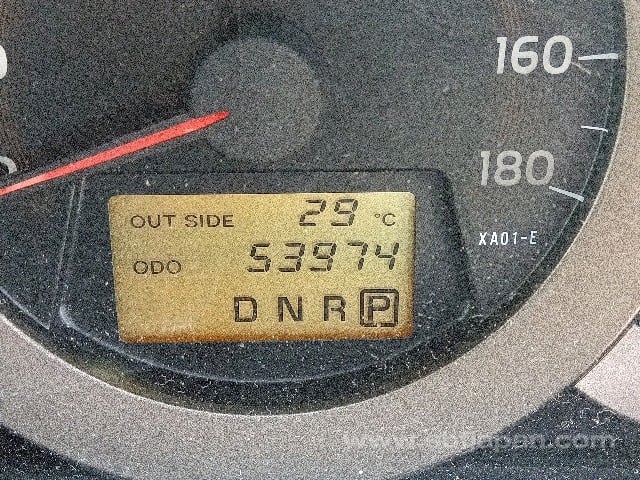 160
180
XA01-E
OUT SIDE 29 °C
ODO 53974
D N R P